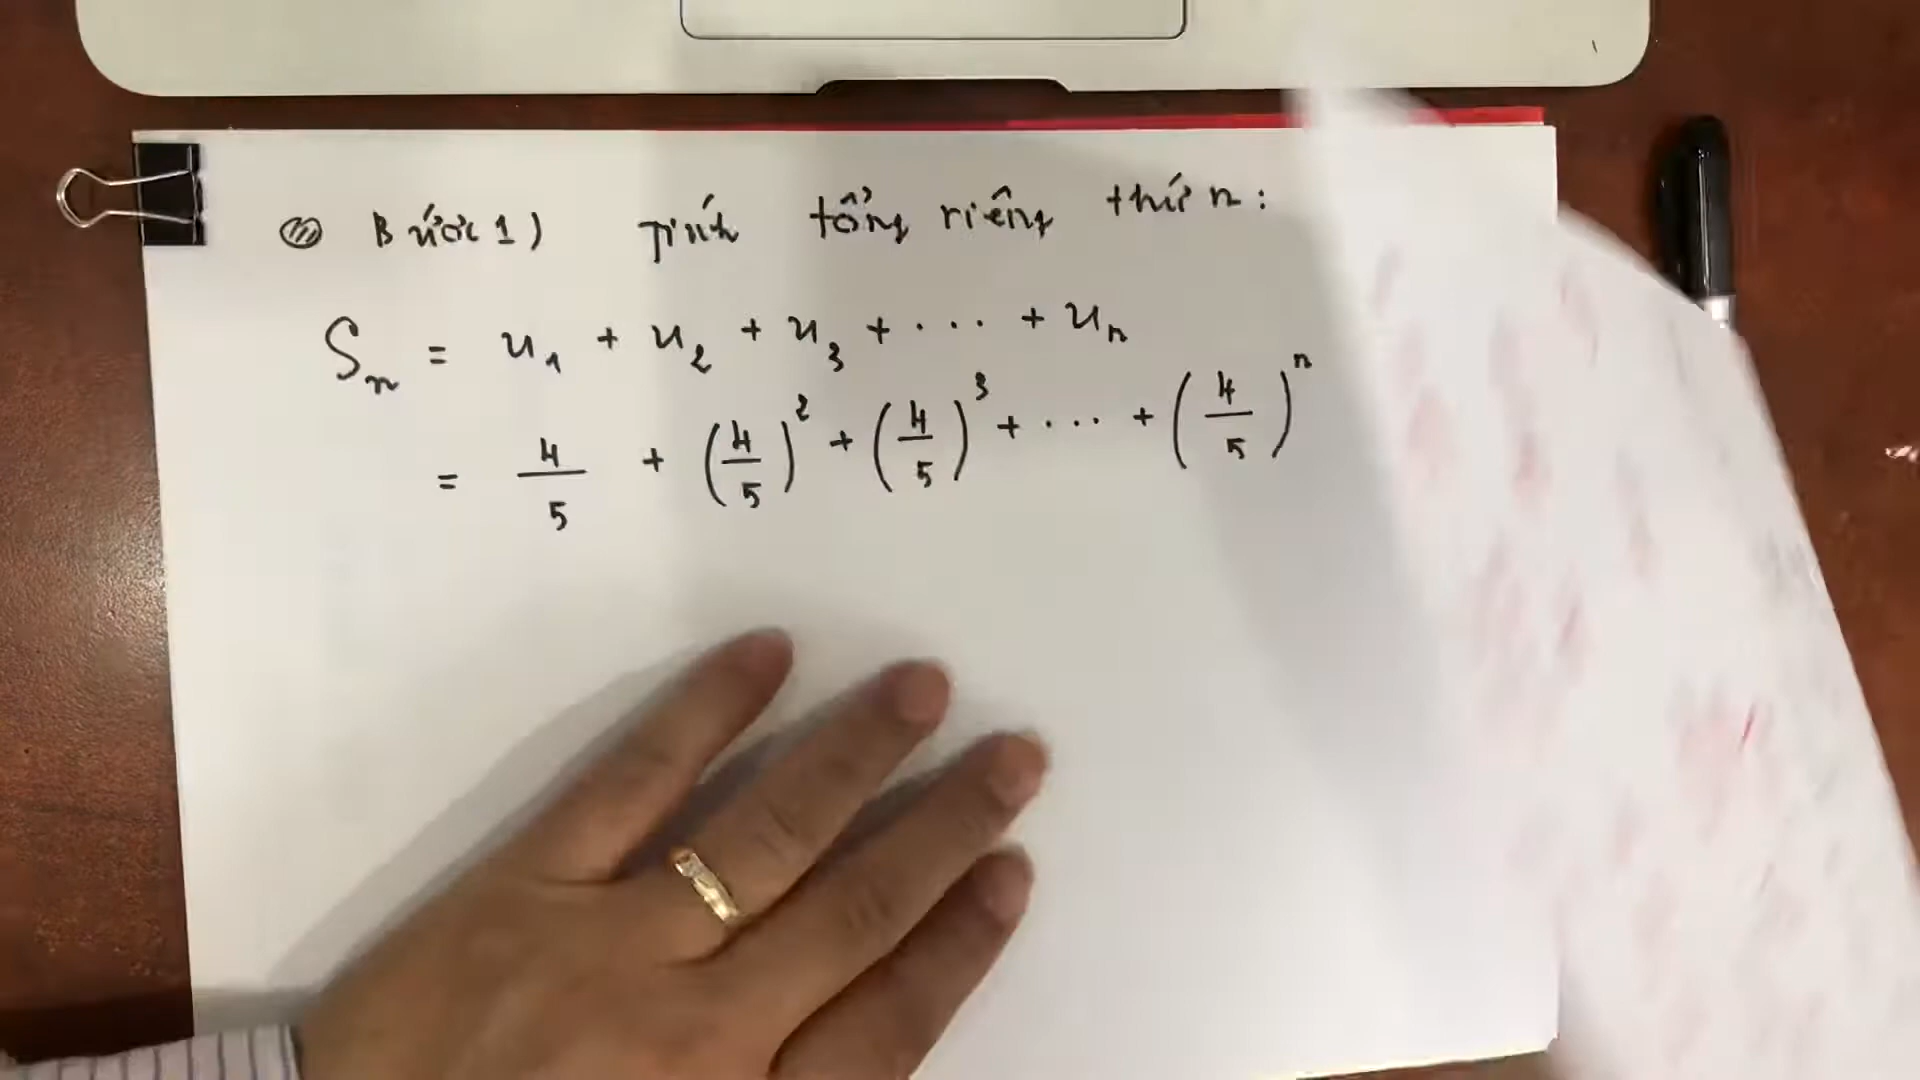 Bước 1) Tính tổng riêng thứ n:
Sₙ = u₁ + u₂ + u₃ + ... + uₙ
= 4/5 + (4/5)² + (4/5)³ + ... + (4/5)ⁿ